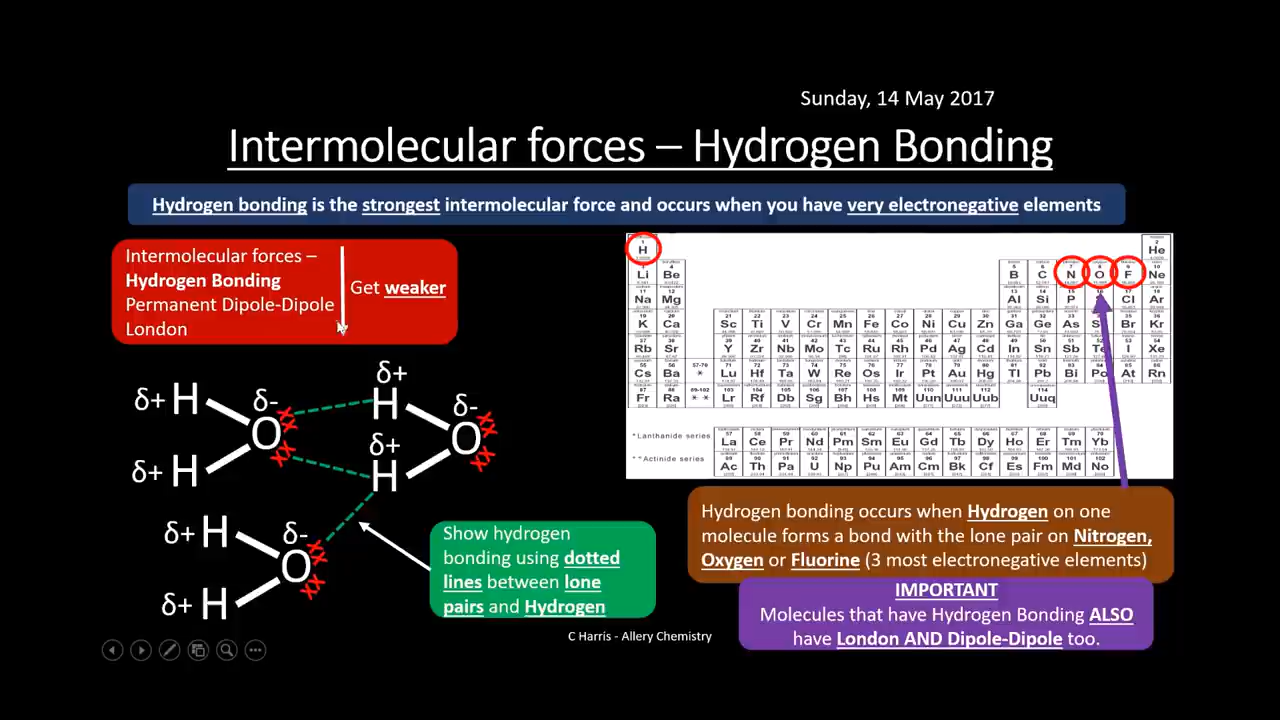 Sunday, 14 May 2017
Intermolecular forces – Hydrogen Bonding
Hydrogen bonding is the strongest intermolecular force and occurs when you have very electronegative elements
Intermolecular forces –
Hydrogen Bonding
Permanent Dipole-Dipole
London
Get weaker
δ+ H
δ-
O
δ+ H
δ+
H
δ-
O
δ+
H
δ+ H
δ-
O
δ+ H
Show hydrogen
bonding using dotted
lines between lone
pairs and Hydrogen
H He
Li Be B C N O F Ne
Na Mg Al Si P Cl Ar
K Ca Sc Ti V Cr Mn Fe Co Ni Cu Zn Ga Ge As Se Br Kr
Rb Sr Y Zr Nb Mo Tc Ru Rh Pd Ag Cd In Sn Sb Te I Xe
Cs Ba 57-70 * Lu Hf Ta W Re Os Ir Pt Au Hg Tl Pb Bi Po At Rn
Fr Ra 89-102 * * Lr Rf Db Sg Bh Hs Mt Uun Uuu Uub Uuq
*Lanthanide series La Ce Pr Nd Pm Sm Eu Gd Tb Dy Ho Er Tm Yb
**Actinide series Ac Th Pa U Np Pu Am Cm Bk Cf Es Fm Md No
Hydrogen bonding occurs when Hydrogen on one
molecule forms a bond with the lone pair on Nitrogen,
Oxygen or Fluorine (3 most electronegative elements)
IMPORTANT
Molecules that have Hydrogen Bonding ALSO
have London AND Dipole-Dipole too.
C Harris - Allery Chemistry